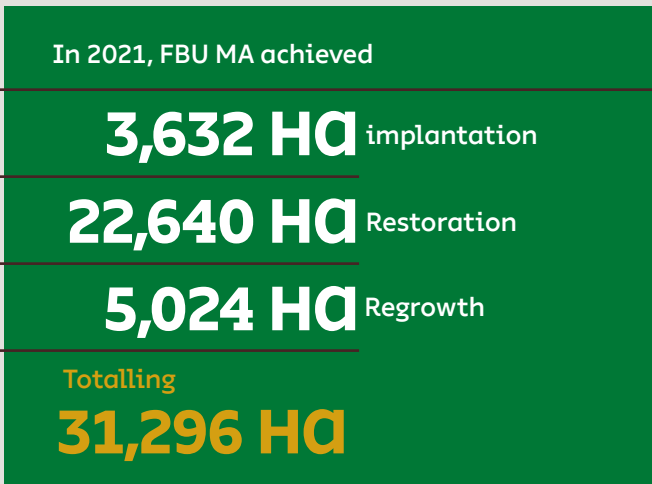 In 2021, FBU MA achieved
3,632 Ha implantation
22,640 Ha Restoration
5,024 Ha Regrowth
Totalling
31,296 Ha